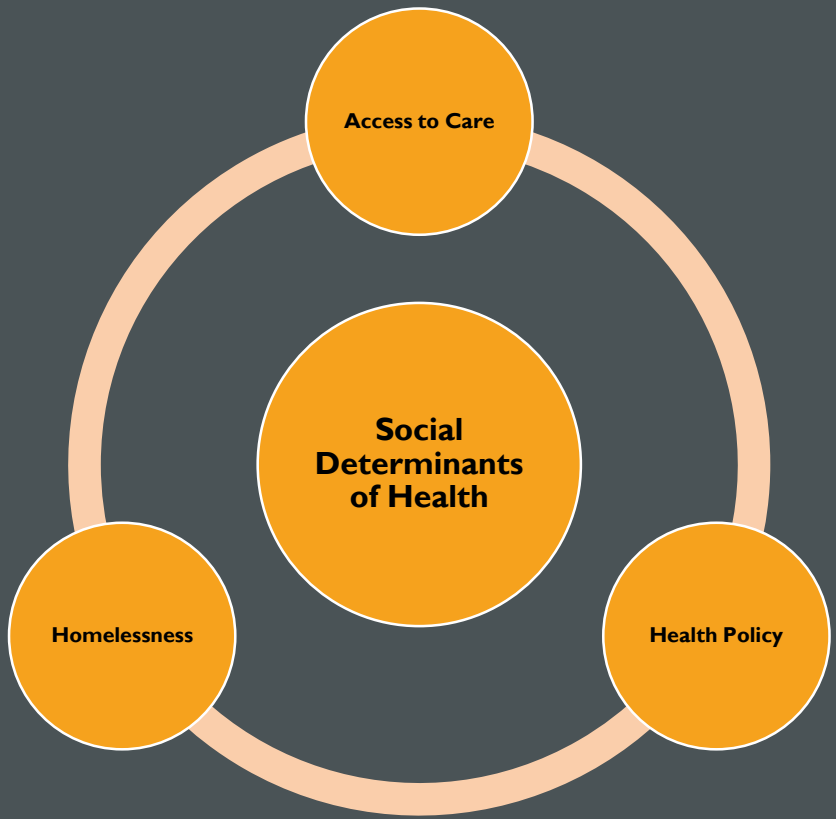 Access to Care
Social
Determinants
of Health
Homelessness
Health Policy